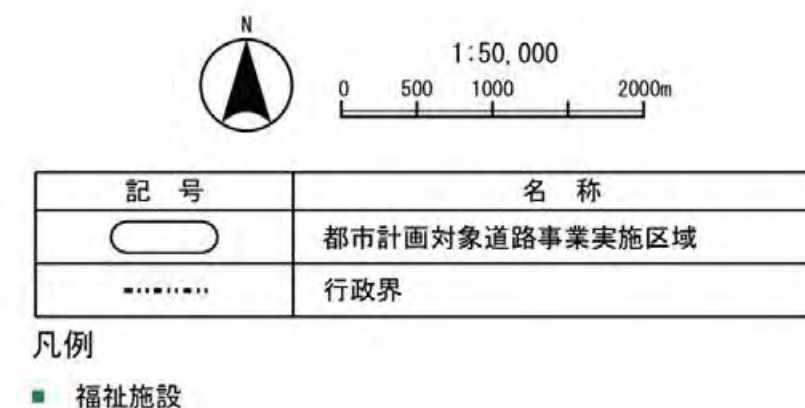 N
1:50,000
0 500 1000 2000m
記号 名称
都市計画対象道路事業実施区域
行政界
凡例
福祉施設